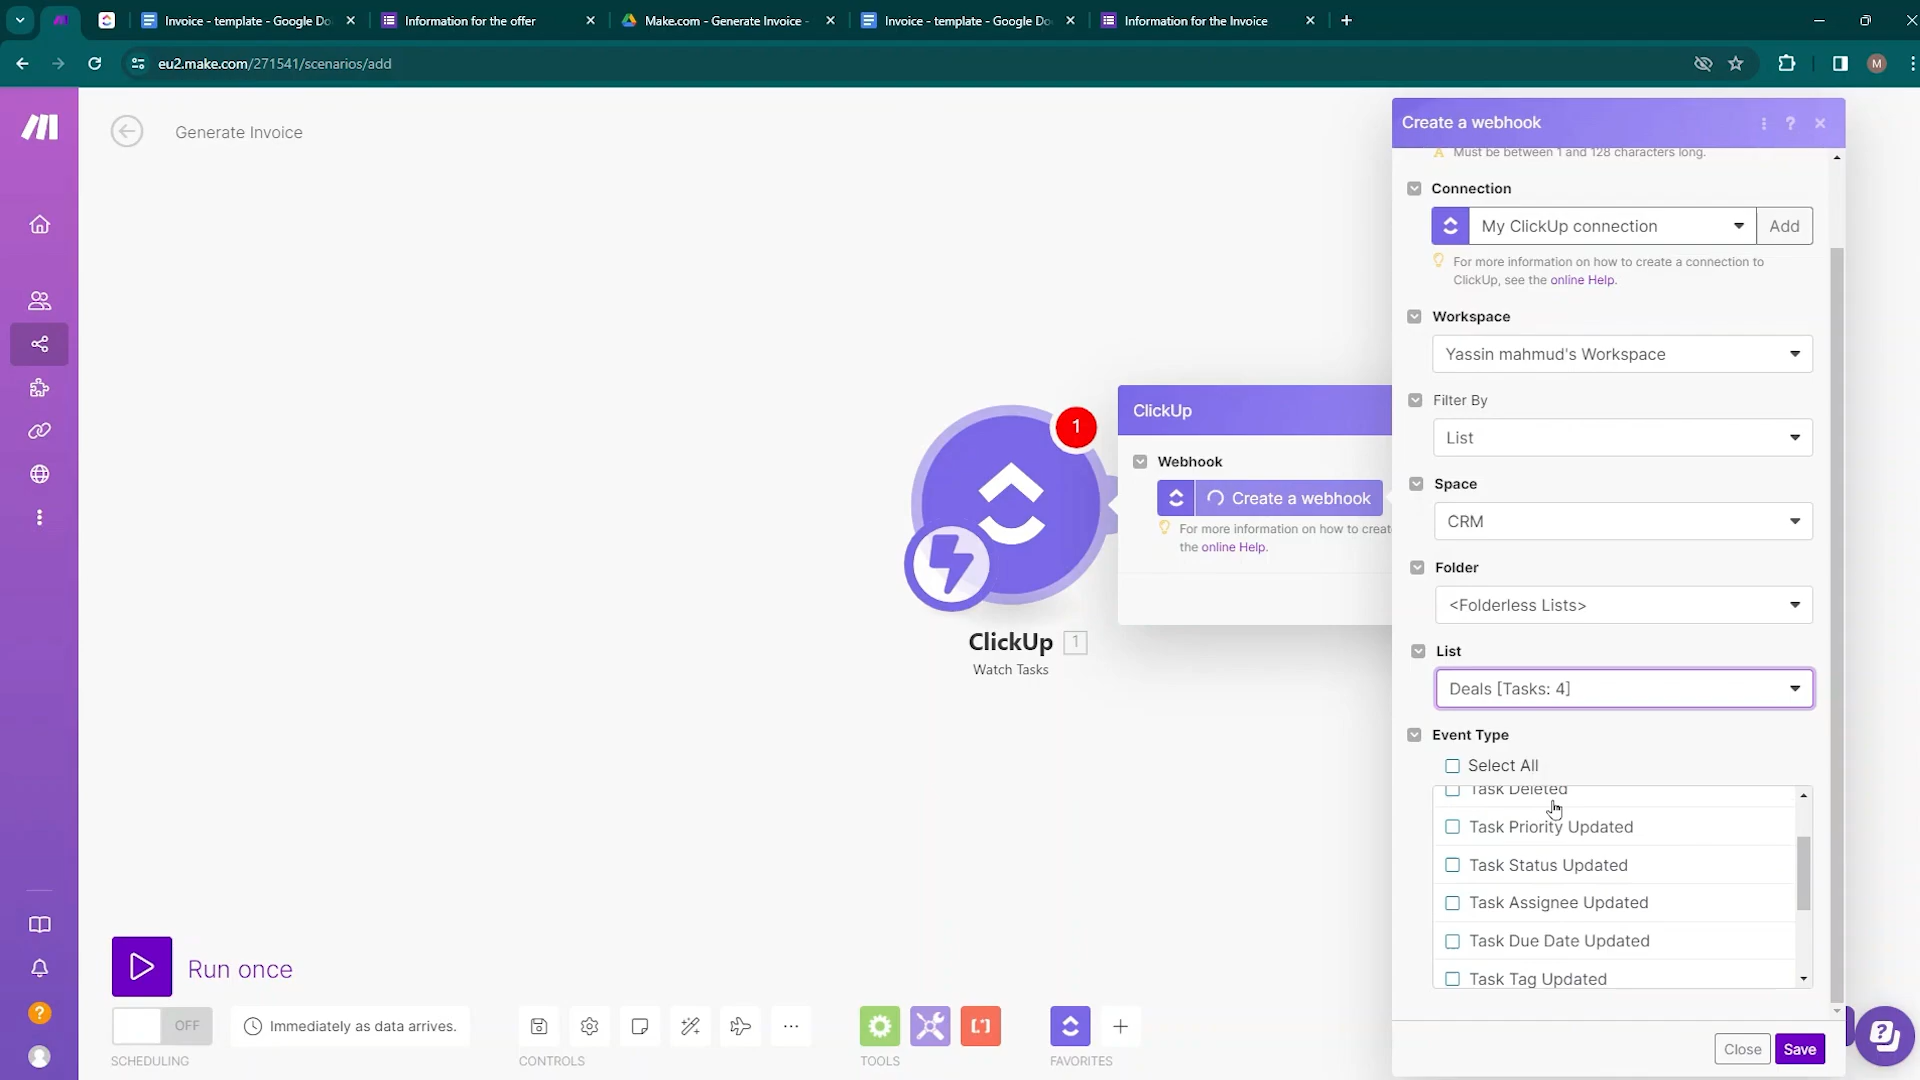 Invoice - template - Google Do
Information for the offer
Make.com - Generate Invoice -
Invoice - template - Google Do
Information for the Invoice
eu2.make.com/271541/scenarios/add
M
Generate Invoice
Create a webhook
Must be between 1 and 128 characters long.
Connection
My ClickUp connection
Add
For more information on how to create a connection to
ClickUp, see the online Help.
Workspace
Yassin mahmud's Workspace
Filter By
List
Space
CRM
Folder
<Folderless Lists>
List
Deals [Tasks: 4]
Event Type
Select All
Task Deleted
Task Priority Updated
Task Status Updated
Task Assignee Updated
Task Due Date Updated
Task Tag Updated
Close
Save
ClickUp
Webhook
Create a webhook
For more information on how to creat
the online Help.
1
ClickUp 1
Watch Tasks
Run once
OFF
Immediately as data arrives.
SCHEDULING
CONTROLS
TOOLS
FAVORITES